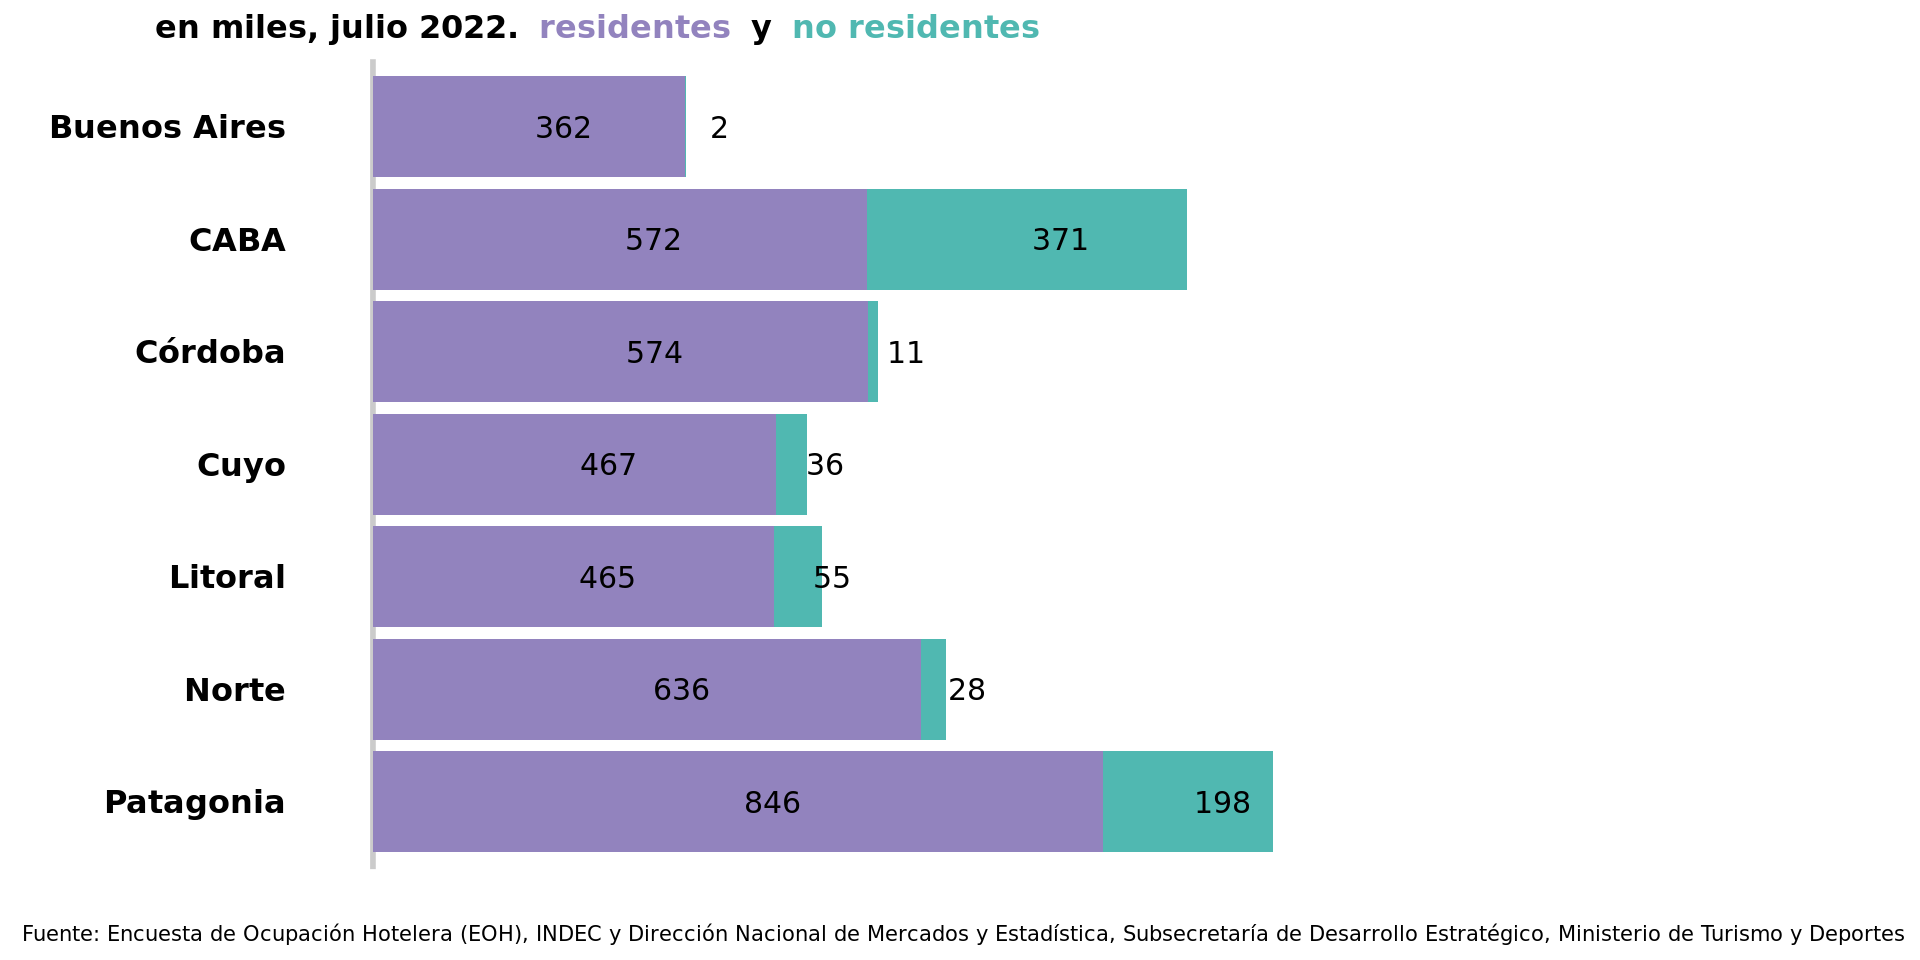 en miles, julio 2022. residentes y no residentes
Buenos Aires 362 2
CABA 572 371
Córdoba 574 11
Cuyo 467 36
Litoral 465 55
Norte 636 28
Patagonia 846 198
Fuente: Encuesta de Ocupación Hotelera (EOH), INDEC y Dirección Nacional de Mercados y Estadística, Subsecretaría de Desarrollo Estratégico, Ministerio de Turismo y Deportes